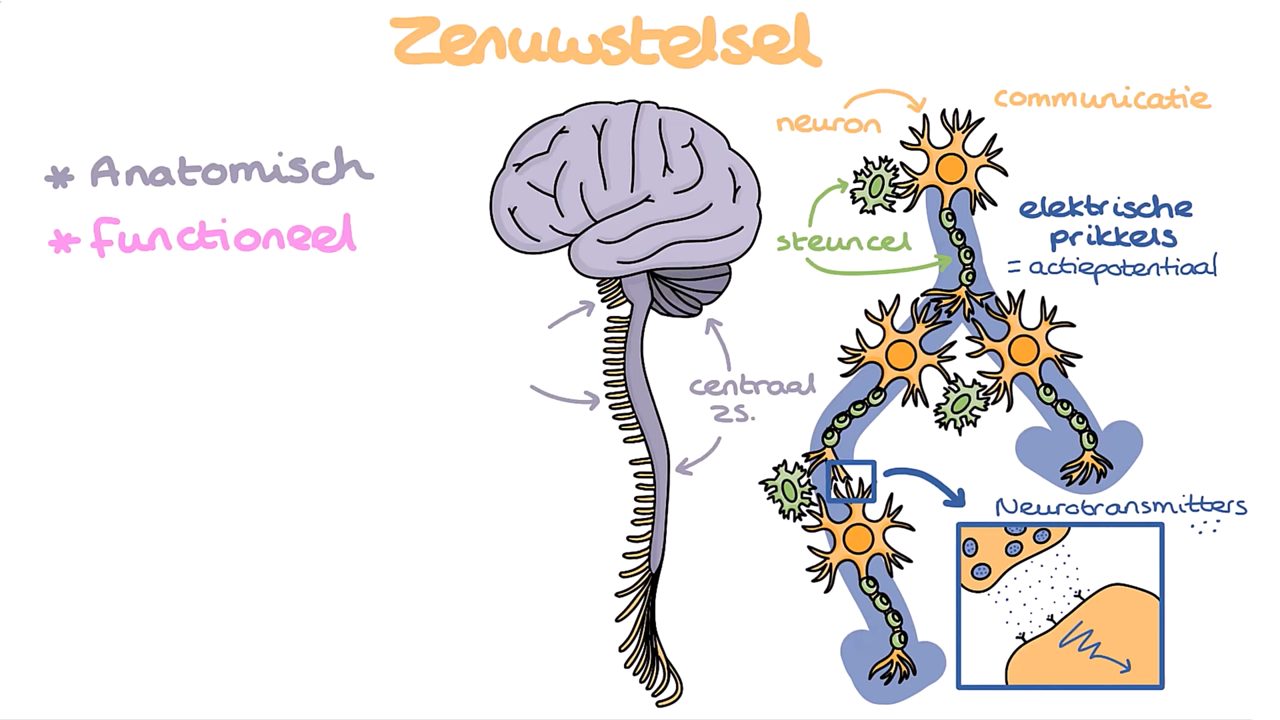 Zenuwstelsel
* Anatomisch
* Functioneel
neuron
communicatie
steuncel
elektrische
prikkels
= actiepotentiaal
centraal
zs.
Neurotransmitters